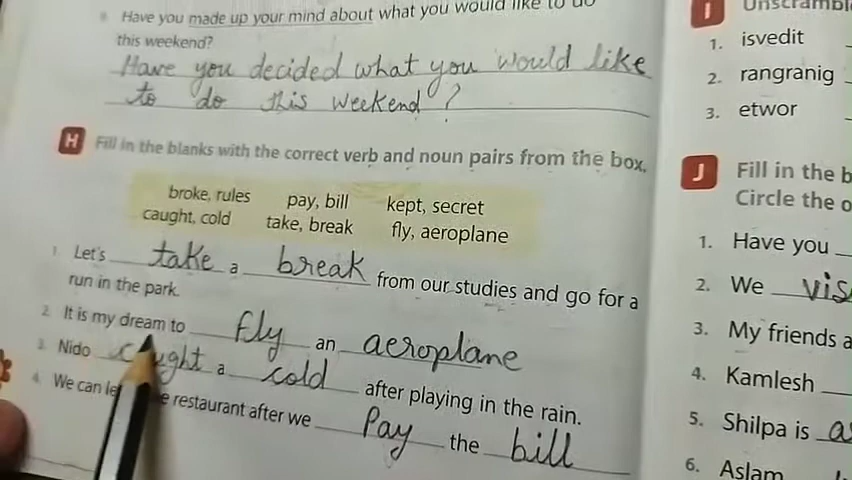 Have you made up your mind about what you would like to do
this weekend?
Have you decided what you would like
to do this weekend?
H Fill in the blanks with the correct verb and noun pairs from the box.
broke, rules pay, bill kept, secret
caught, cold take, break fly, aeroplane
1. Let's take a break from our studies and go for a
run in the park.
2. It is my dream to fly an aeroplane
3. Nido caught a cold after playing in the rain.
4. We can the restaurant after we Pay the bill
I
1. isvedit
2. rangranig
3. etwor
J Fill in the
Circle the
1. Have you
2. We
3. My friends
4. Kamlesh
5. Shilpa is
6. Aslam